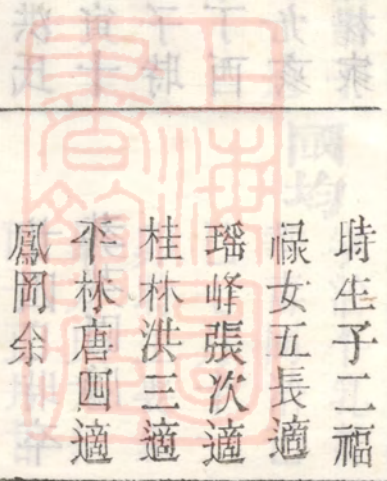 時生子二福
禄女五長適
瑶峰張次適
桂林洪三適
平林唐四適
鳳岡余